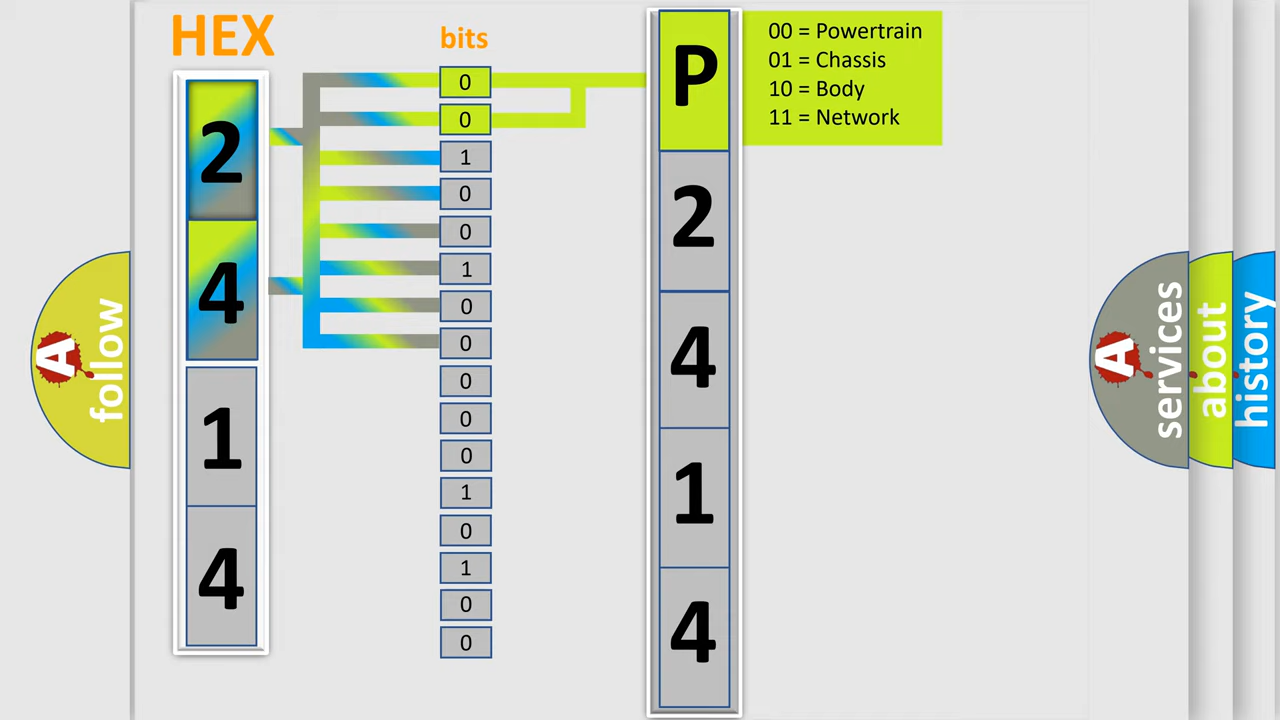 HEX
bits
2
4
1
4
0
0
1
0
0
1
0
0
0
0
0
1
0
1
0
0
P
2
4
1
4
00 = Powertrain
01 = Chassis
10 = Body
11 = Network
A
follow
A
services
about
history